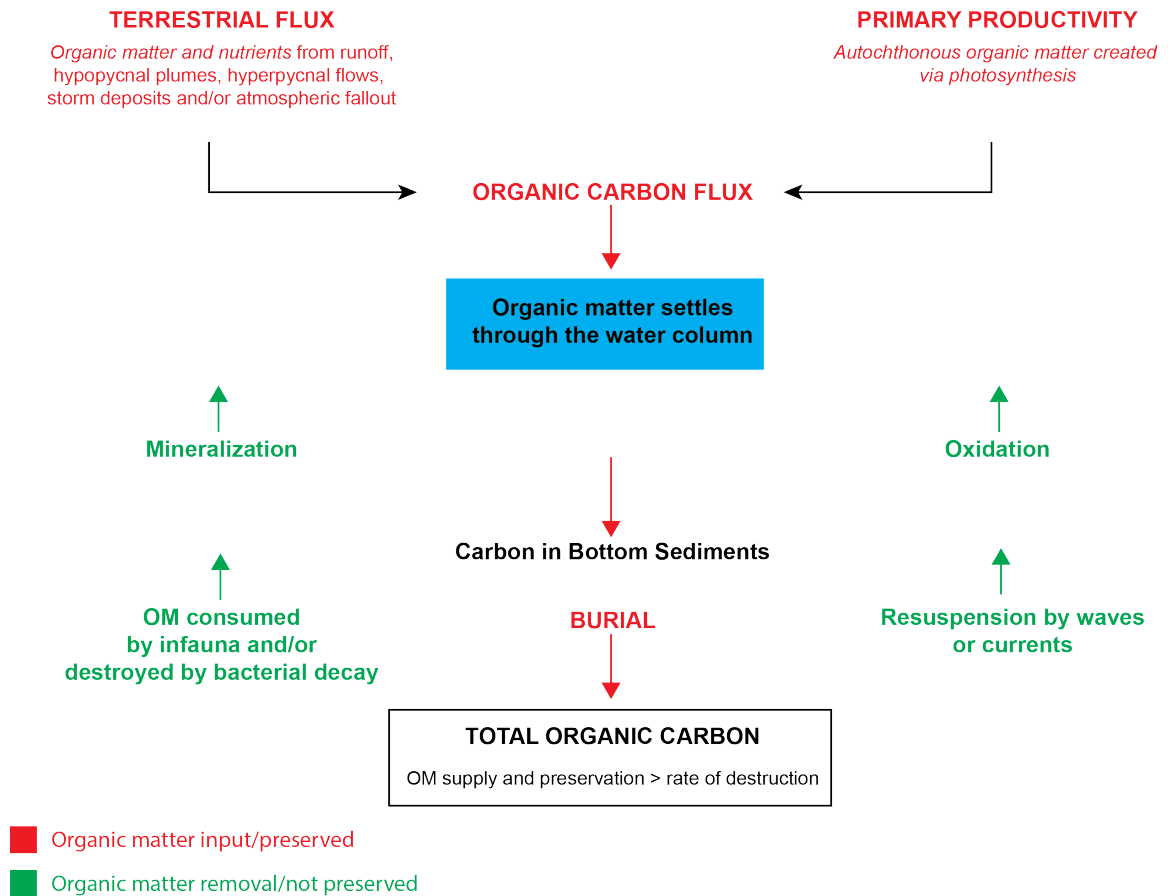 TERRESTRIAL FLUX
Organic matter and nutrients from runoff,
hypopycnal plumes, hyperpycnal flows,
storm deposits and/or atmospheric fallout
PRIMARY PRODUCTIVITY
Autochthonous organic matter created
via photosynthesis
ORGANIC CARBON FLUX
Organic matter settles
through the water column
Mineralization
Oxidation
Carbon in Bottom Sediments
OM consumed
by infauna and/or
destroyed by bacterial decay
BURIAL
Resuspension by waves
or currents
TOTAL ORGANIC CARBON
OM supply and preservation > rate of destruction
Organic matter input/preserved
Organic matter removal/not preserved